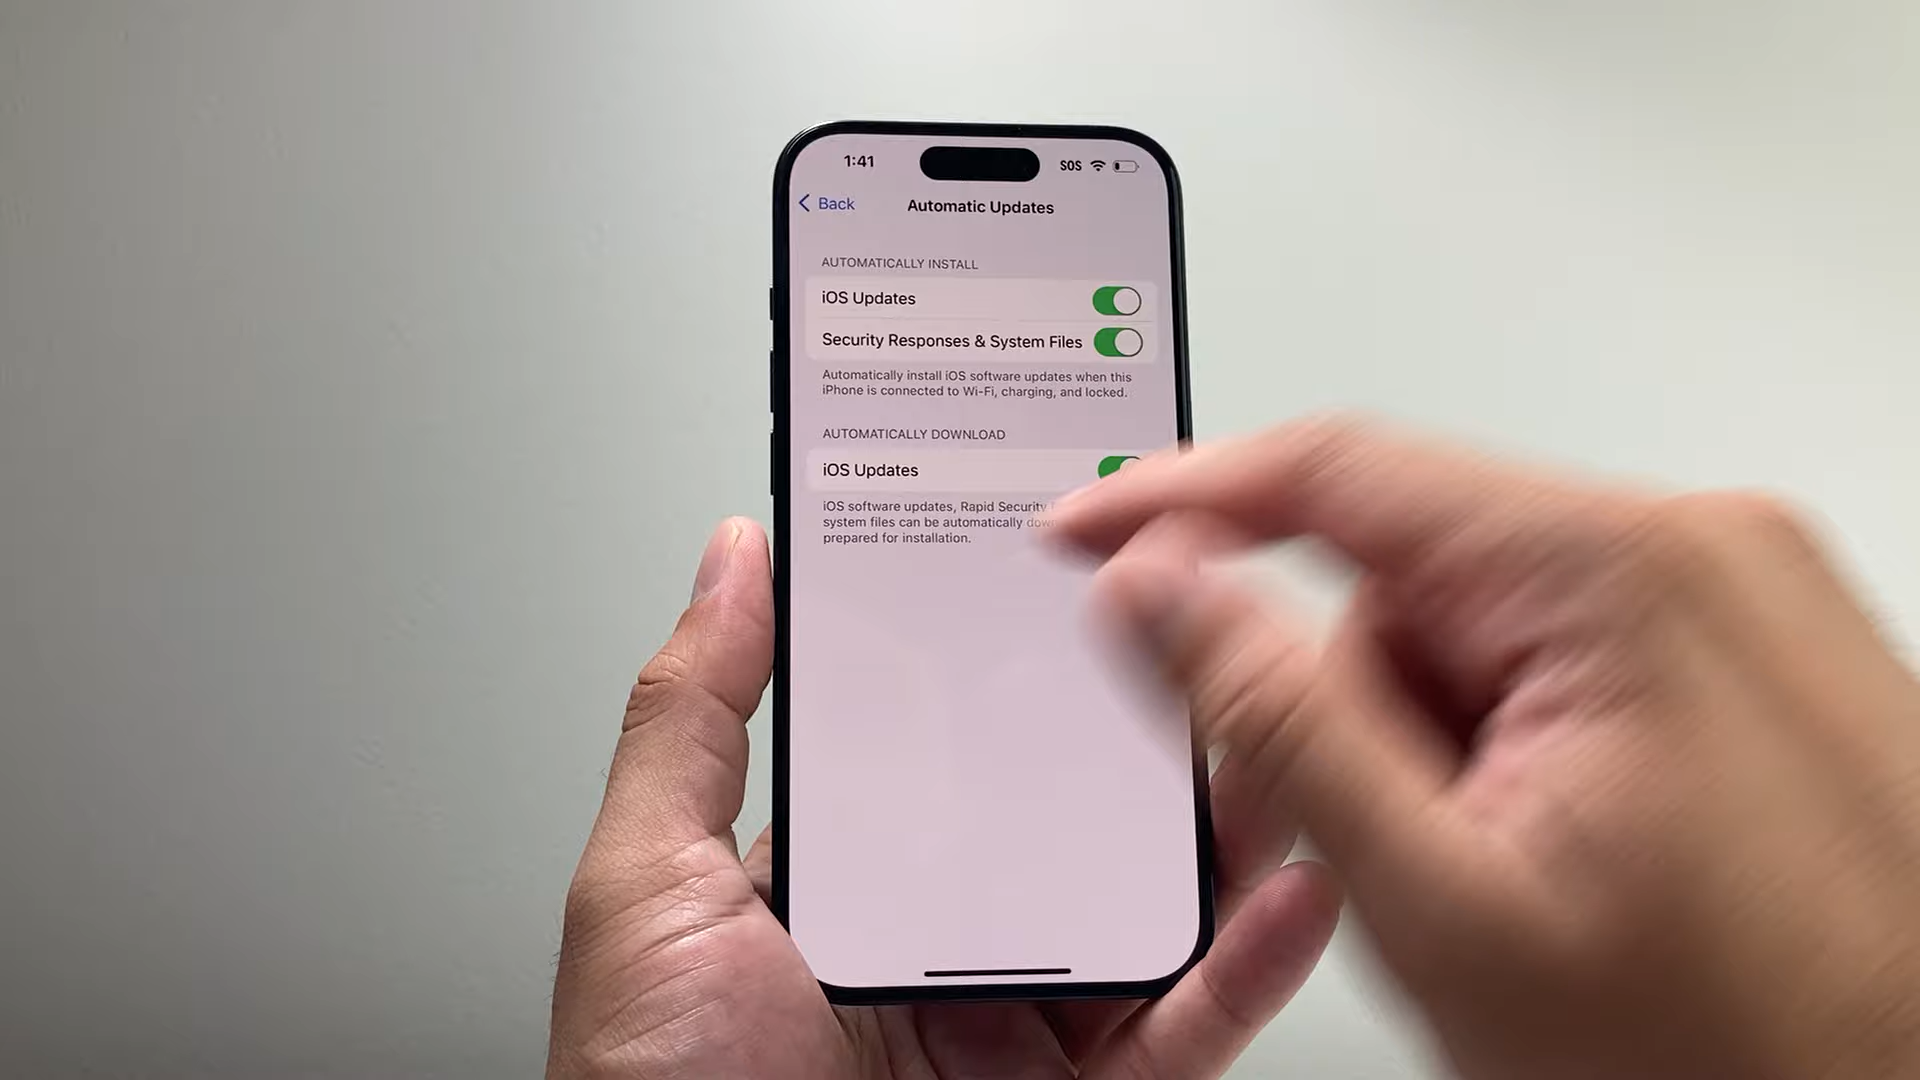 1:41
SOS
Back
Automatic Updates
AUTOMATICALLY INSTALL
iOS Updates
Security Responses & System Files
Automatically install iOS software updates when this
iPhone is connected to Wi-Fi, charging, and locked.
AUTOMATICALLY DOWNLOAD
iOS Updates
iOS software updates, Rapid Security
system files can be automatically
prepared for installation.